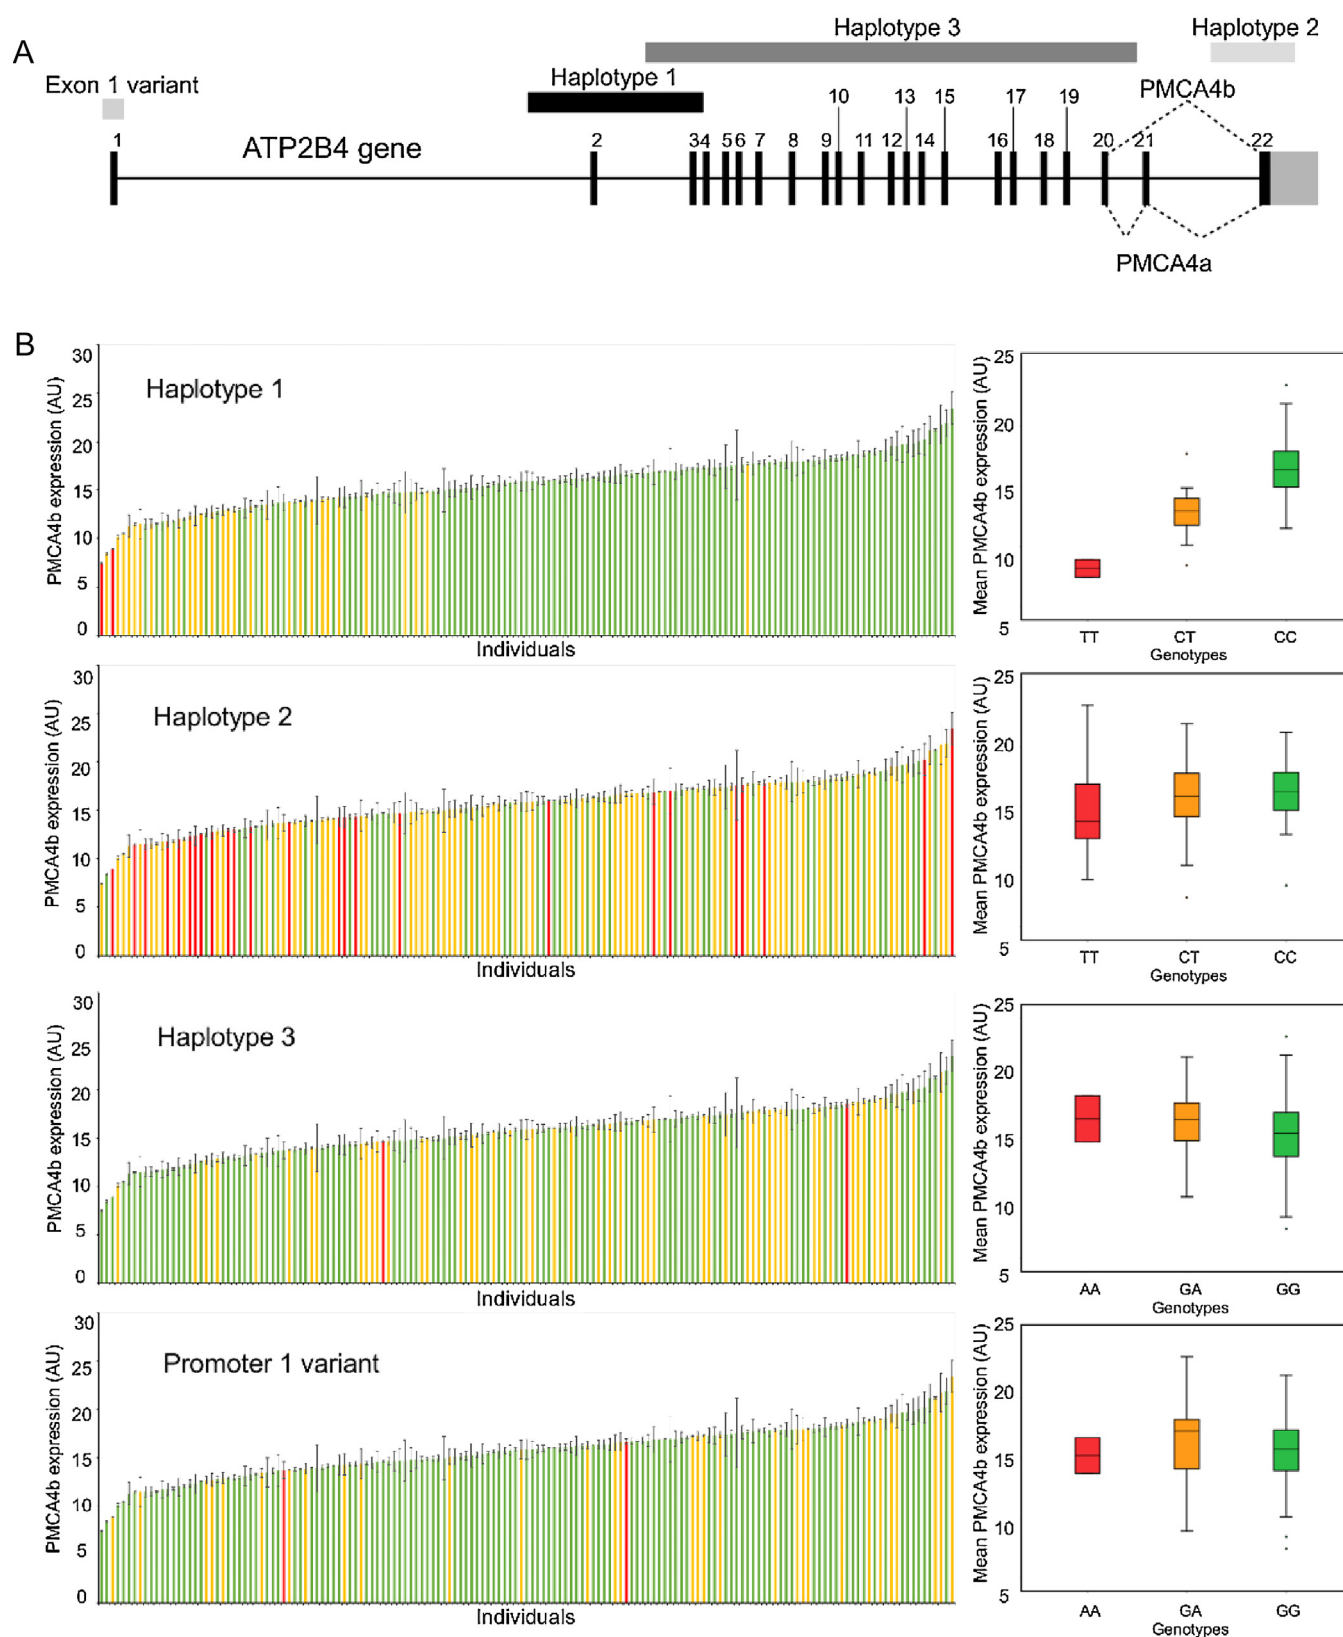 A
Haplotype 3
Haplotype 2
Exon 1 variant
Haplotype 1
10 13 15 17 19
PMCA4b
1 2 3 4 5 6 7 8 9 11 12 14 16 18 20 21 22
ATP2B4 gene
PMCA4a
B
PMCA4b expression (AU)
30
25
20
15
10
5
0
Haplotype 1
Individuals
Mean PMCA4b expression (AU)
25
20
15
10
5
TT CT CC
Genotypes
PMCA4b expression (AU)
30
25
20
15
10
5
0
Haplotype 2
Individuals
Mean PMCA4b expression (AU)
25
20
15
10
5
TT CT CC
Genotypes
PMCA4b expression (AU)
30
25
20
15
10
5
0
Haplotype 3
Individuals
Mean PMCA4b expression (AU)
25
20
15
10
5
AA GA GG
Genotypes
PMCA4b expression (AU)
30
25
20
15
10
5
0
Promoter 1 variant
Individuals
Mean PMCA4b expression (AU)
25
20
15
10
5
AA GA GG
Genotypes